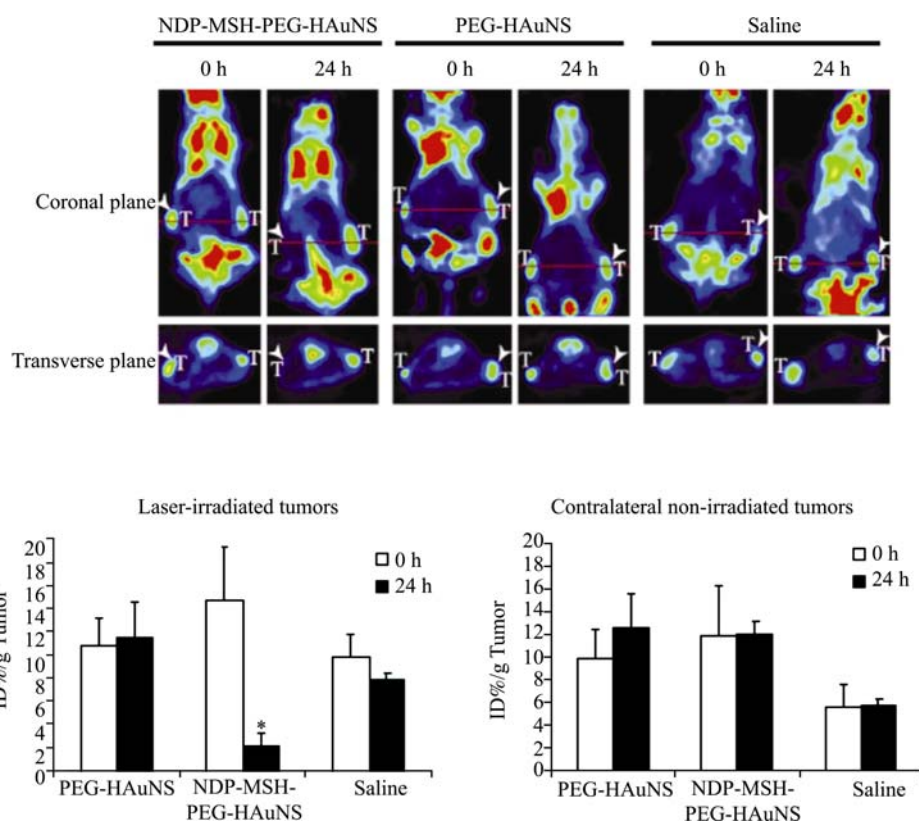 NDP-MSH-PEG-HAuNS PEG-HAuNS Saline
0 h 24 h 0 h 24 h 0 h 24 h
Coronal plane
T T T T T T T T T T T T
Transverse plane
T T T T T T T T T T T T
Laser-irradiated tumors
ID%/g Tumor
20
18
16
14
12
10
8
6
4
2
0
0 h
24 h
*
PEG-HAuNS NDP-MSH-PEG-HAuNS Saline
Contralateral non-irradiated tumors
ID%/g Tumor
20
18
16
14
12
10
8
6
4
2
0
0 h
24 h
PEG-HAuNS NDP-MSH-PEG-HAuNS Saline